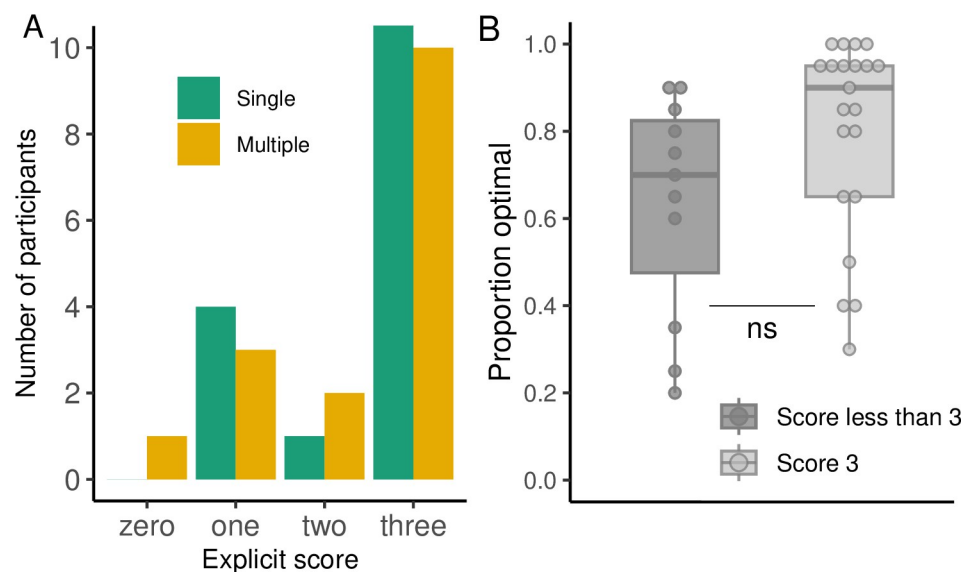 A
Number of participants
10
8
6
4
2
0
Single
Multiple
zero one two three
Explicit score
B
Proportion optimal
1.0
0.8
0.6
0.4
0.2
0.0
ns
Score less than 3
Score 3